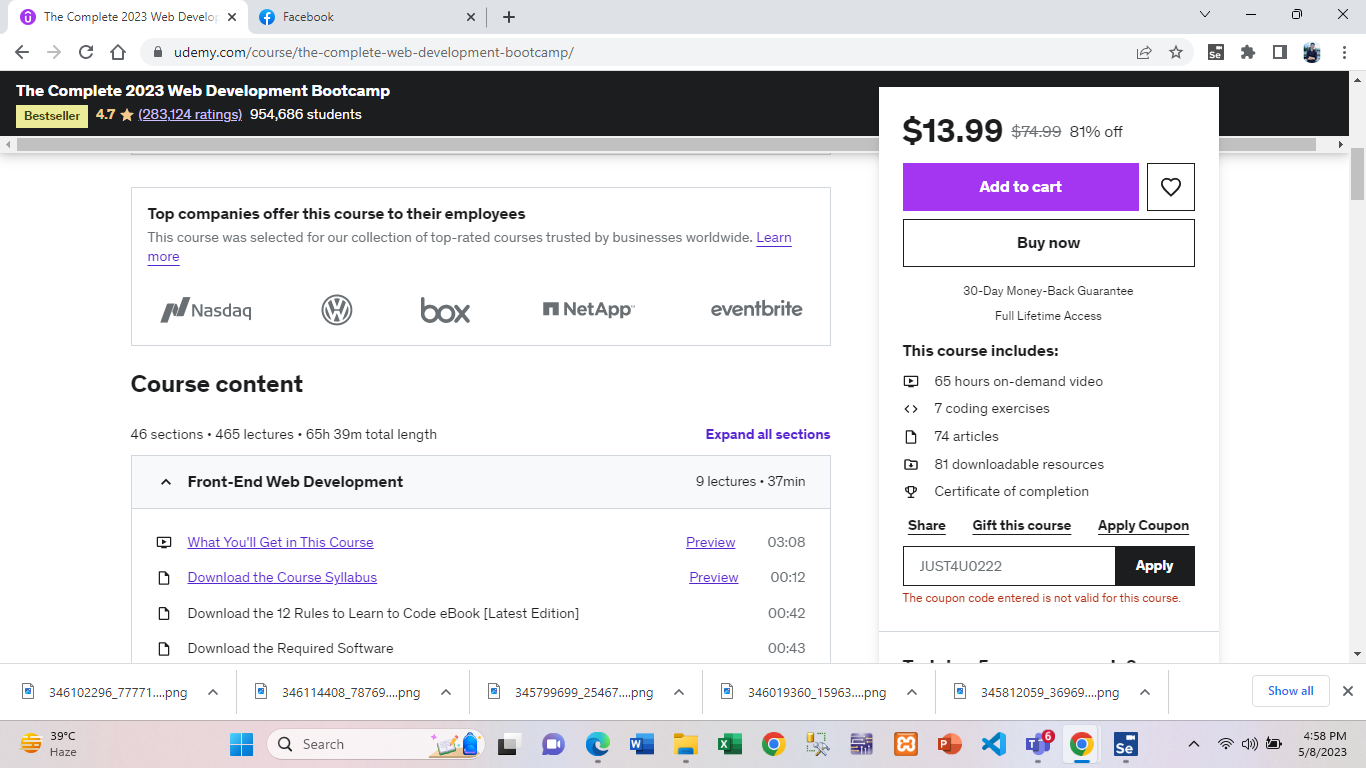 The Complete 2023 Web Develop
Facebook
udemy.com/course/the-complete-web-development-bootcamp/
Se
The Complete 2023 Web Development Bootcamp
Bestseller 4.7 (283,124 ratings) 954,686 students
$13.99 $74.99 81% off
Add to cart
Buy now
30-Day Money-Back Guarantee
Full Lifetime Access
This course includes:
65 hours on-demand video
7 coding exercises
74 articles
81 downloadable resources
Certificate of completion
Share Gift this course Apply Coupon
JUST4U0222 Apply
The coupon code entered is not valid for this course.
Top companies offer this course to their employees
This course was selected for our collection of top-rated courses trusted by businesses worldwide. Learn
more
Nasdaq box NetApp eventbrite
Course content
46 sections • 465 lectures • 65h 39m total length Expand all sections
Front-End Web Development 9 lectures • 37min
What You'll Get in This Course Preview 03:08
Download the Course Syllabus Preview 00:12
Download the 12 Rules to Learn to Code eBook [Latest Edition] 00:42
Download the Required Software 00:43
346102296_77771....png
346114408_78769....png
345799699_25467....png
346019360_15963....png
345812059_36969....png
Show all
39°C
Haze
Search
6
Se
4:58 PM
5/8/2023